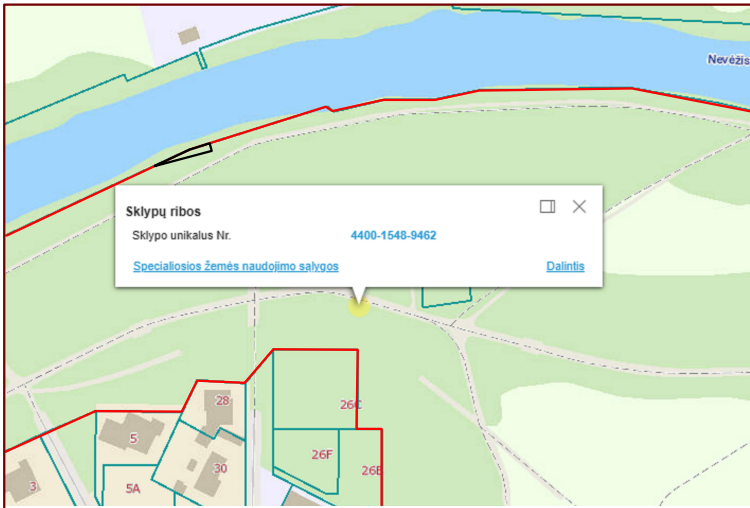 Nevėžis
Sklypų ribos
Sklypo unikalus Nr. 4400-1548-9462
Specialiosios žemės naudojimo sąlygos Dalintis
28
26C
5
26F
30
26E
3
5A